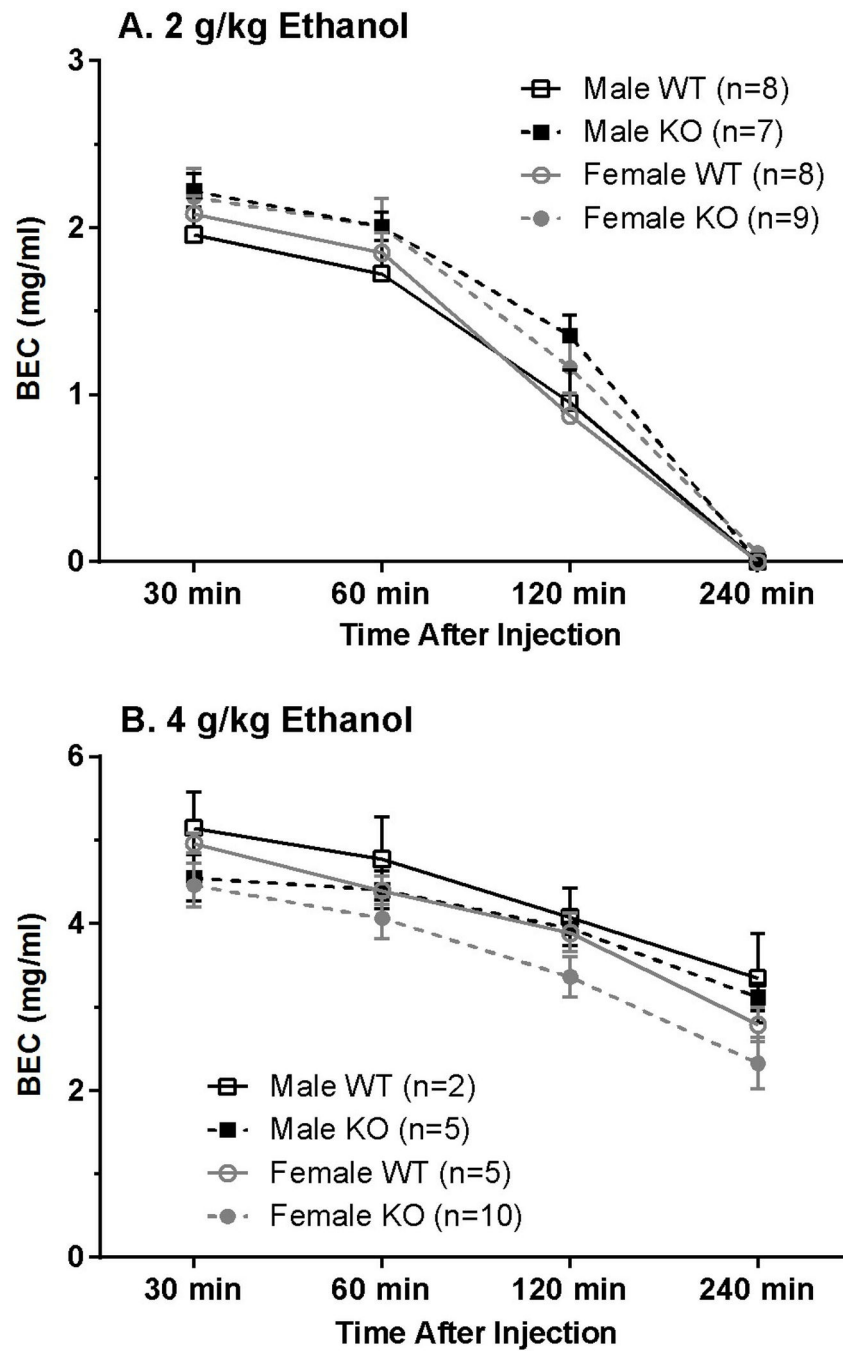 A. 2 g/kg Ethanol
3
2
1
0
BEC (mg/ml)
Male WT (n=8)
Male KO (n=7)
Female WT (n=8)
Female KO (n=9)
30 min 60 min 120 min 240 min
Time After Injection
B. 4 g/kg Ethanol
6
4
2
0
BEC (mg/ml)
Male WT (n=2)
Male KO (n=5)
Female WT (n=5)
Female KO (n=10)
30 min 60 min 120 min 240 min
Time After Injection